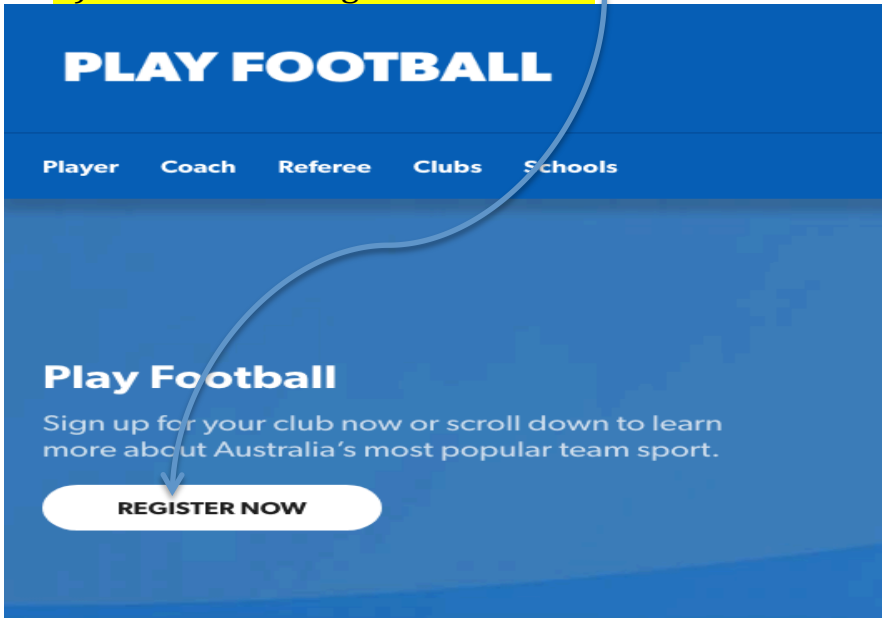 PLAY FOOTBALL
Player Coach Referee Clubs Schools
Play Football
Sign up for your club now or scroll down to learn
more about Australia's most popular team sport.
REGISTER NOW